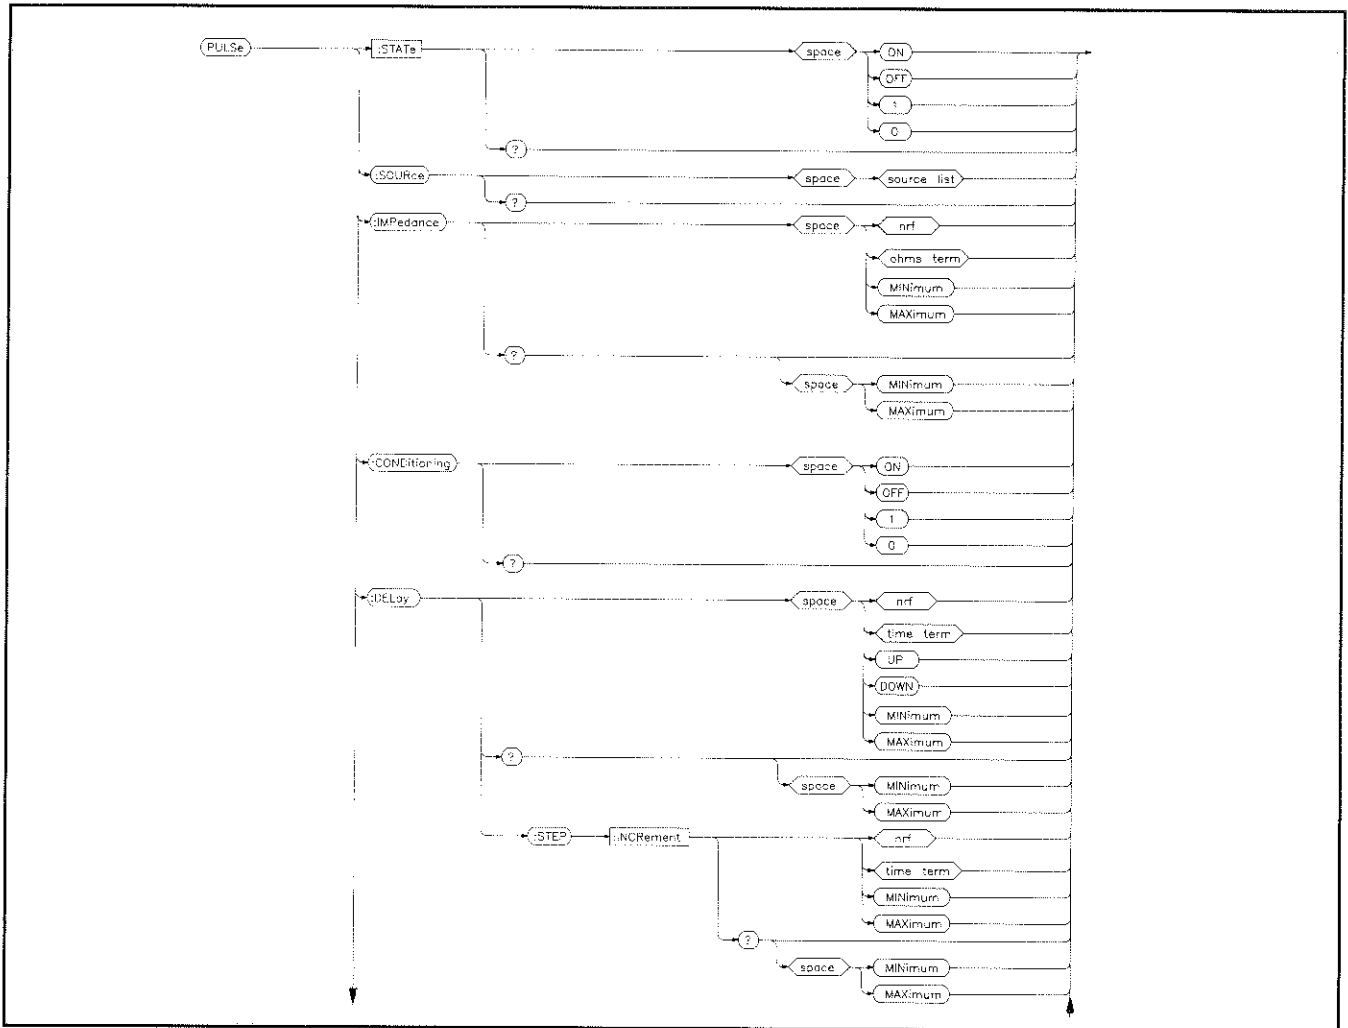 PULSe :STATe space ON
OFF
1
0
?
:SOURce space source list
?
:IMPedance space nrf
ohms term
MINimum
MAXimum
?
space MINimum
MAXimum
:CONDitioning space ON
OFF
1
0
?
:DELay space nrf
time term
UP
DOWN
MINimum
MAXimum
?
space MINimum
MAXimum
:STEP :INCRement nrf
time term
MINimum
MAXimum
?
space MINimum
MAXimum